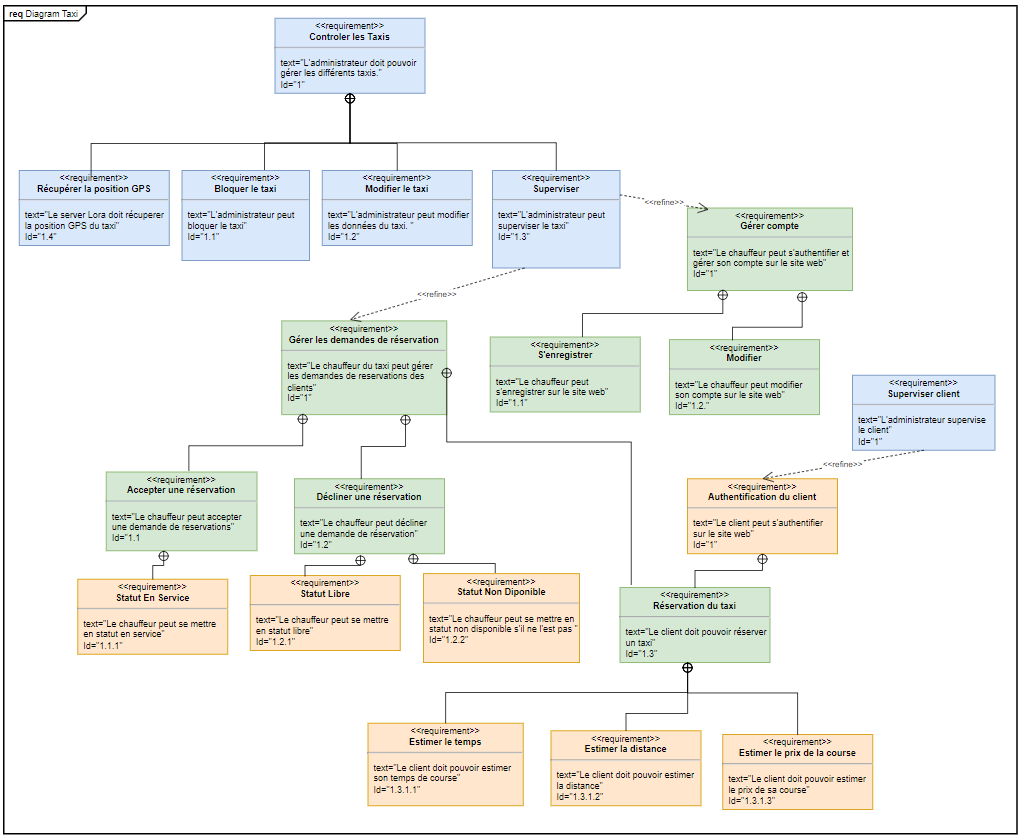 req Diagram Taxi
<<requirement>>
Controler les Taxis
text="L'administeur doit pouvoir
gérer les différents taxis."
Id="1"
<<requirement>>
Récupérer la position GPS
text="Le server Lora doit récuperer
la position GPS du taxi"
Id="1.4"
<<requirement>>
Bloquer le taxi
text="L'administrateur peut
bloquer le taxi"
Id="1.1"
<<requirement>>
Modifier le taxi
text="L'administrateur peut modifier
les données du taxi. "
Id="1.2"
<<requirement>>
Superviser
text="L'administrateur peut
superviser le taxi"
Id="1.3"
<<refine>>
<<requirement>>
Gérer compte
text="Le chauffeur peut s'authentifier et
gérer son compte sur le site web"
Id="1"
<<refine>>
<<requirement>>
Gérer les demandes de réservation
text="Le chauffeur du taxi peut gérer
les demandes de reservations des
clients"
Id="1"
<<requirement>>
S'enregistrer
text="Le chauffeur peut
s'enregistrer sur le site web"
Id="1.1"
<<requirement>>
Modifier
text="Le chauffeur peut modifier
son compte sur le site web"
Id="1.2."
<<requirement>>
Superviser client
text="L'administrateur supervise
le client"
Id="1"
<<refine>>
<<requirement>>
Accepter une réservation
text="Le chauffeur peut accepter
une demande de reservations"
Id="1.1
<<requirement>>
Décliner une réservation
text="Le chauffeur peut décliner
une demande de réservation"
Id="1.2"
<<requirement>>
Authentification du client
text="Le client peut s'authentifier
sur le site web"
Id="1"
<<requirement>>
Statut En Service
text="Le chauffeur peut se mettre
en statut en service"
Id="1.1.1"
<<requirement>>
Statut Libre
text="Le chauffeur peut se mettre
en statut libre"
Id="1.2.1"
<<requirement>>
Statut Non Diponible
text="Le chauffeur peut se mettre en
statut non disponible s'il ne l'est pas "
Id="1.2.2"
<<requirement>>
Réservation du taxi
text="Le client doit pouvoir réserver
un taxi"
Id="1.3"
<<requirement>>
Estimer le temps
text="Le client doit pouvoir estimer
son temps de course"
Id="1.3.1.1"
<<requirement>>
Estimer la distance
text="Le client doit pouvoir estimer
la distance"
Id="1.3.1.2"
<<requirement>>
Estimer le prix de la course
text="Le client doit pouvoir estimer
le prix de sa course"
Id="1.3.1.3"